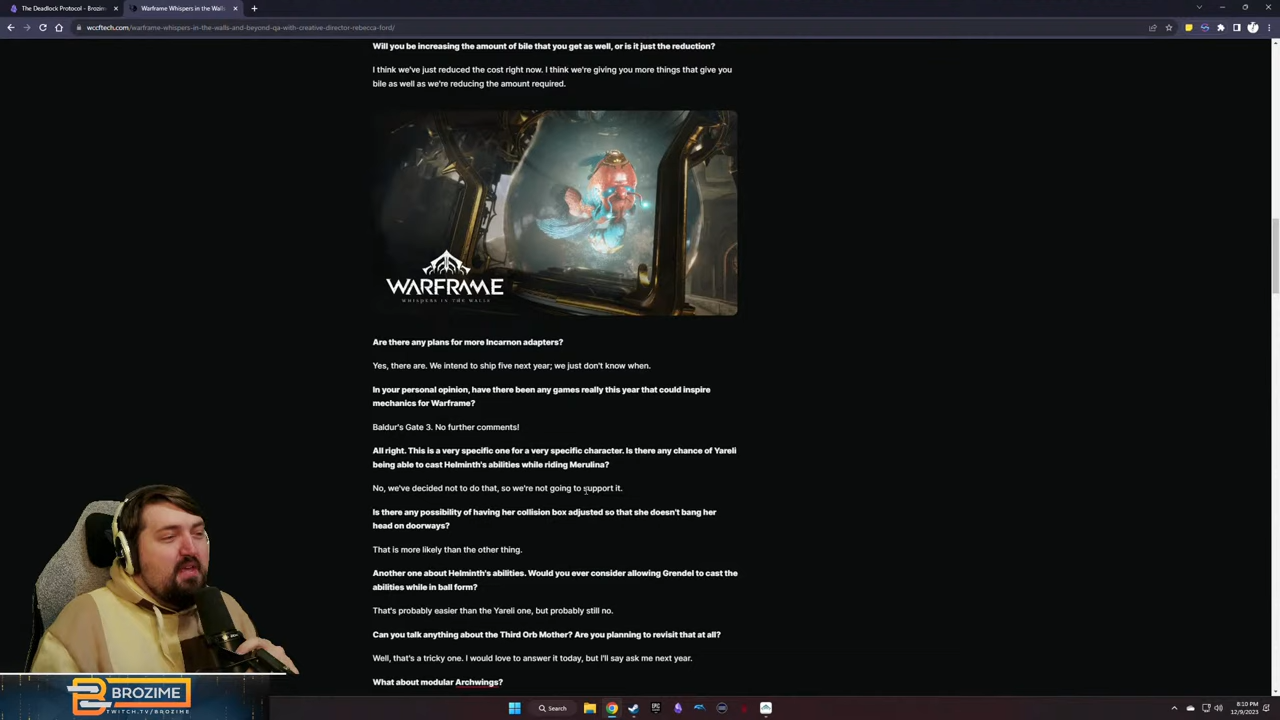 The Deadlock Protocol - Brozim
Warframe Whispers in the Walls
wccftech.com/warframe-whispers-in-the-walls-and-beyond-qa-with-creative-director-rebecca-ford/
Will you be increasing the amount of bile that you get as well, or is it just the reduction?
I think we've just reduced the cost right now. I think we're giving you more things that give you
bile as well as we're reducing the amount required.
WARFRAME
WHISPERS IN THE WALLS
Are there any plans for more Incarnon adapters?
Yes, there are. We intend to ship five next year; we just don't know when.
In your personal opinion, have there been any games really this year that could inspire
mechanics for Warframe?
Baldur's Gate 3. No further comments!
All right. This is a very specific one for a very specific character. Is there any chance of Yareli
being able to cast Helminth's abilities while riding Merulina?
No, we've decided not to do that, so we're not going to support it.
Is there any possibility of having her collision box adjusted so that she doesn't bang her
head on doorways?
That is more likely than the other thing.
Another one about Helminth's abilities. Would you ever consider allowing Grendel to cast the
abilities while in ball form?
That's probably easier than the Yareli one, but probably still no.
Can you talk anything about the Third Orb Mother? Are you planning to revisit that at all?
Well, that's a tricky one. I would love to answer it today, but I'll say ask me next year.
What about modular Archwings?
BROZIME
TWITCH.TV/BROZIME
Search
EPIC
8:10 PM
12/9/2023